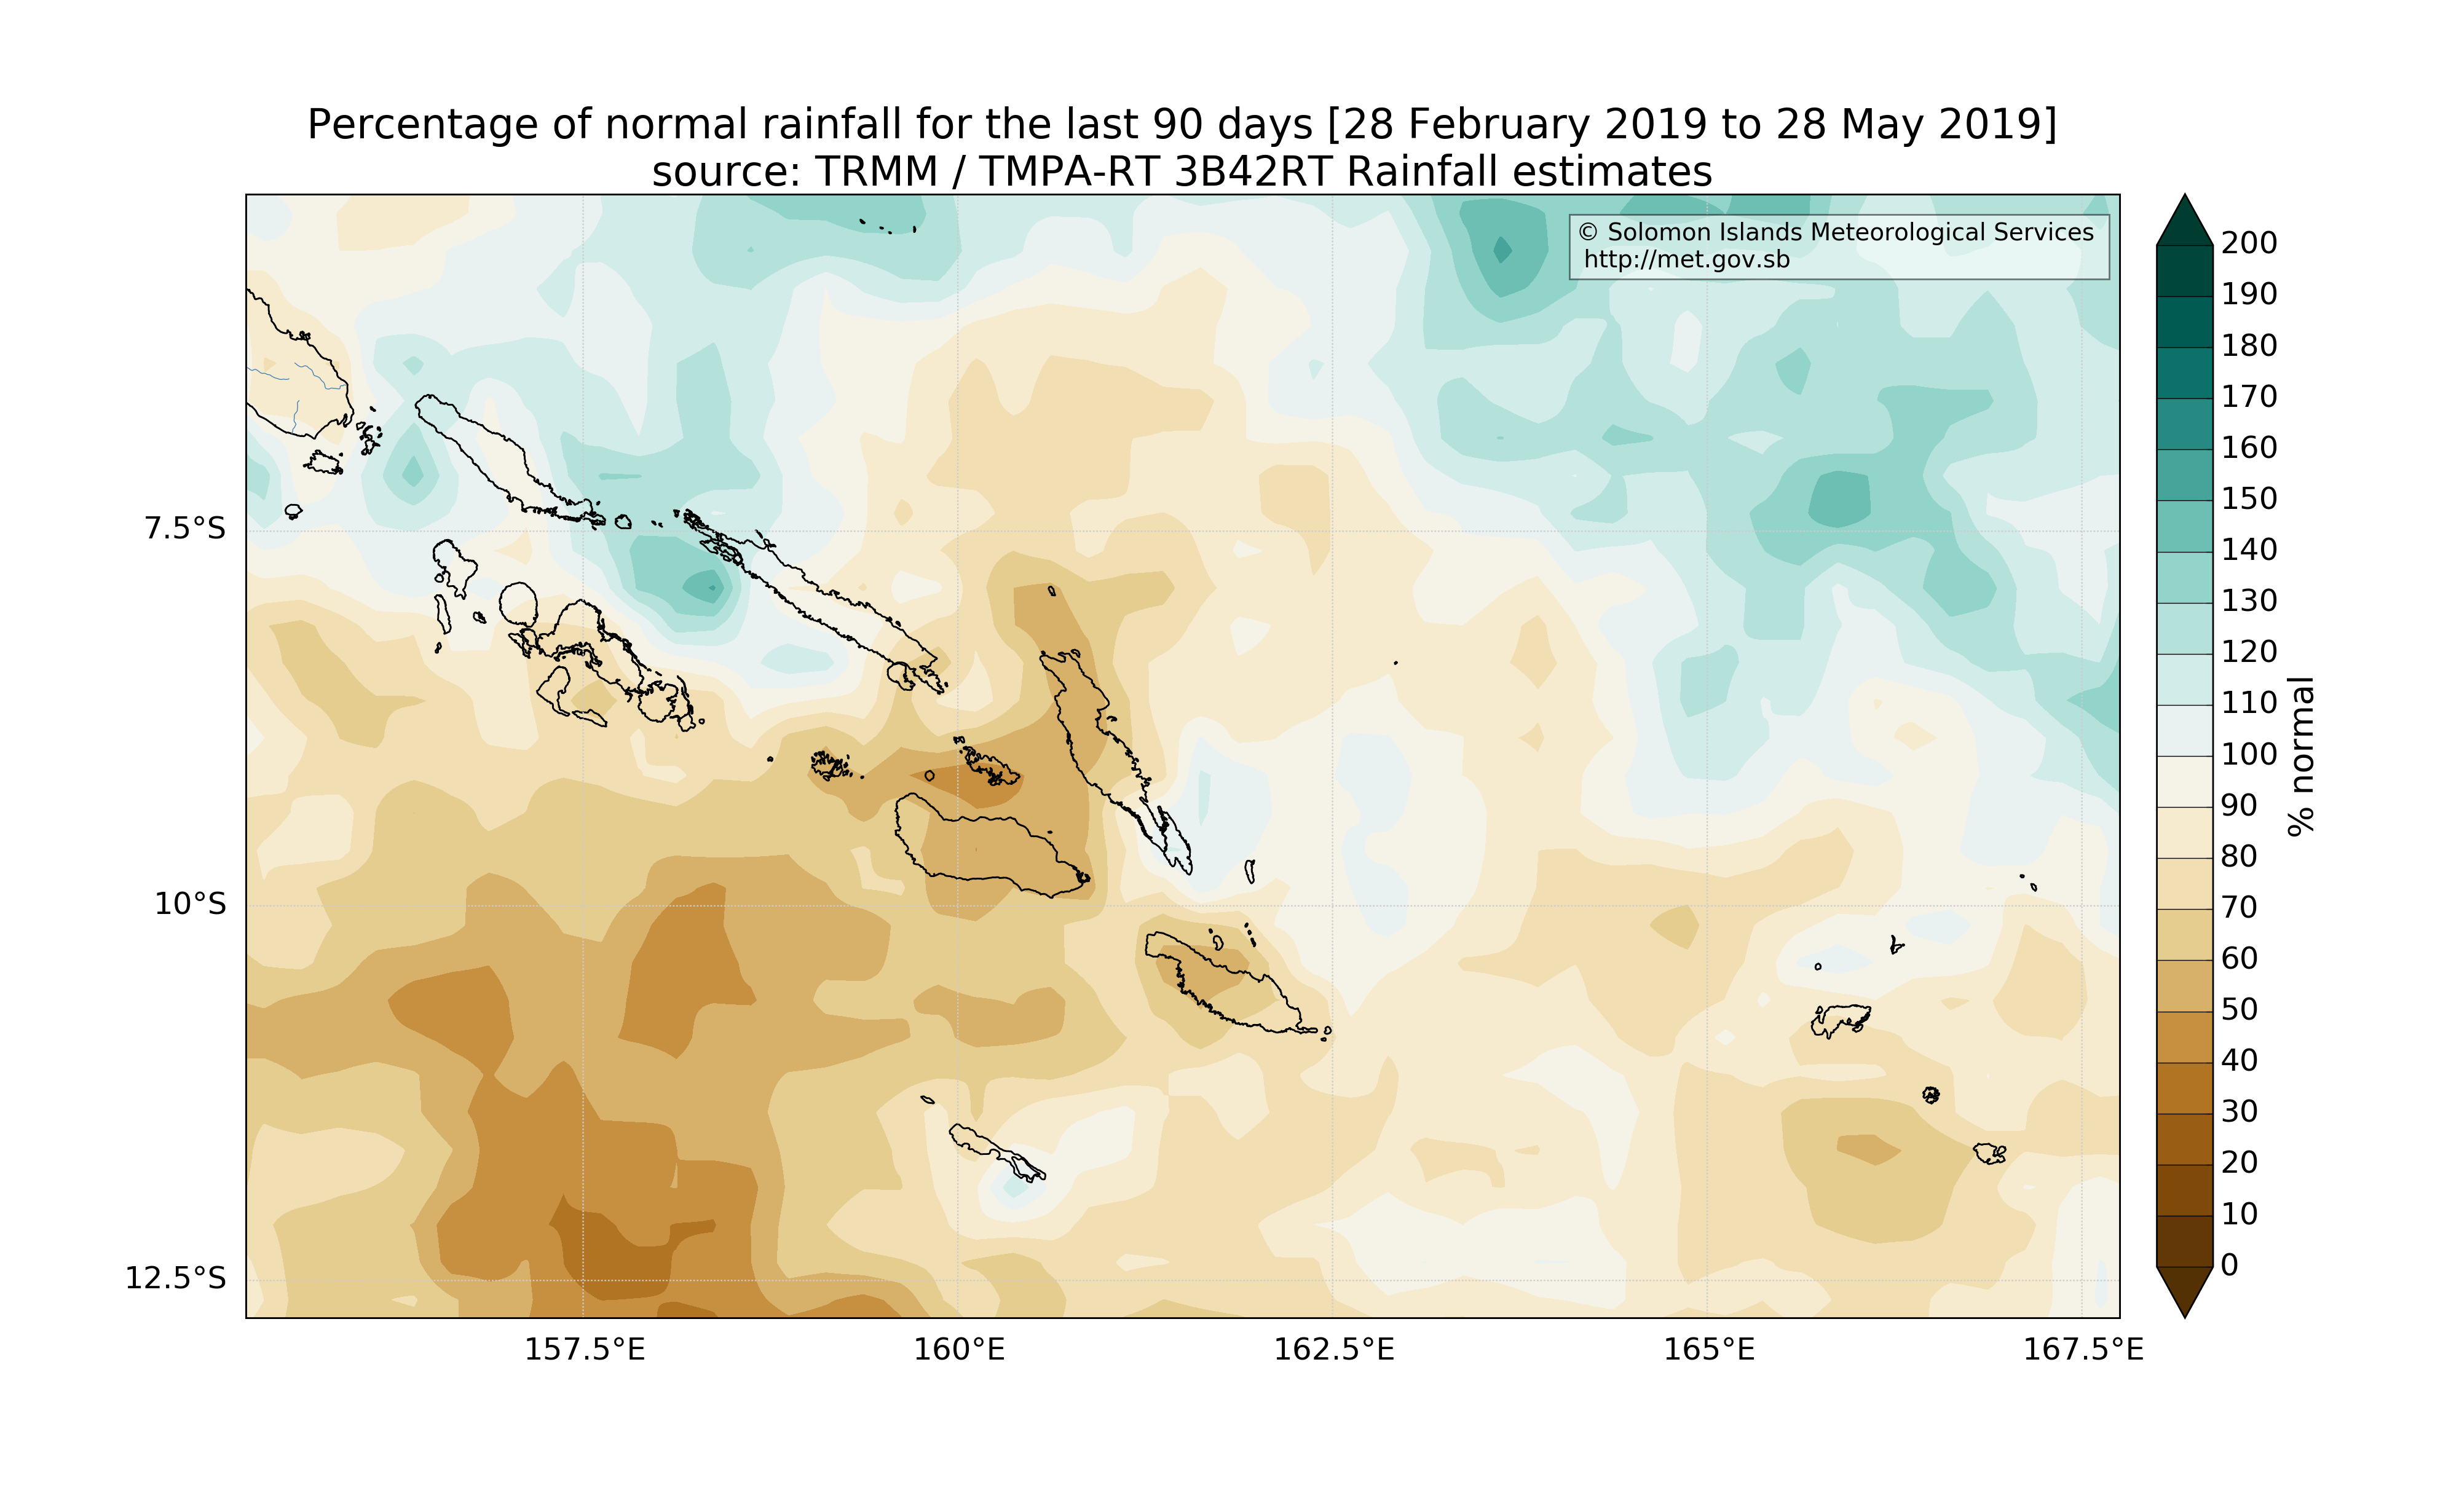 Percentage of normal rainfall for the last 90 days [28 February 2019 to 28 May 2019]
source: TRMM / TMPA-RT 3B42RT Rainfall estimates
© Solomon Islands Meteorological Services
http://met.gov.sb
7.5°S
10°S
12.5°S
157.5°E
160°E
162.5°E
165°E
167.5°E
200
190
180
170
160
150
140
130
120
110
100
90
80
70
60
50
40
30
20
10
0
% normal